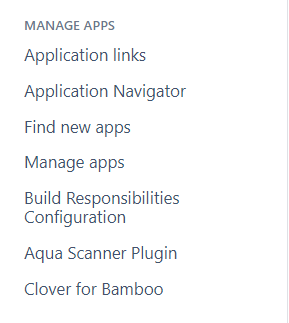 MANAGE APPS
Application links
Application Navigator
Find new apps
Manage apps
Build Responsibilities
Configuration
Aqua Scanner Plugin
Clover for Bamboo